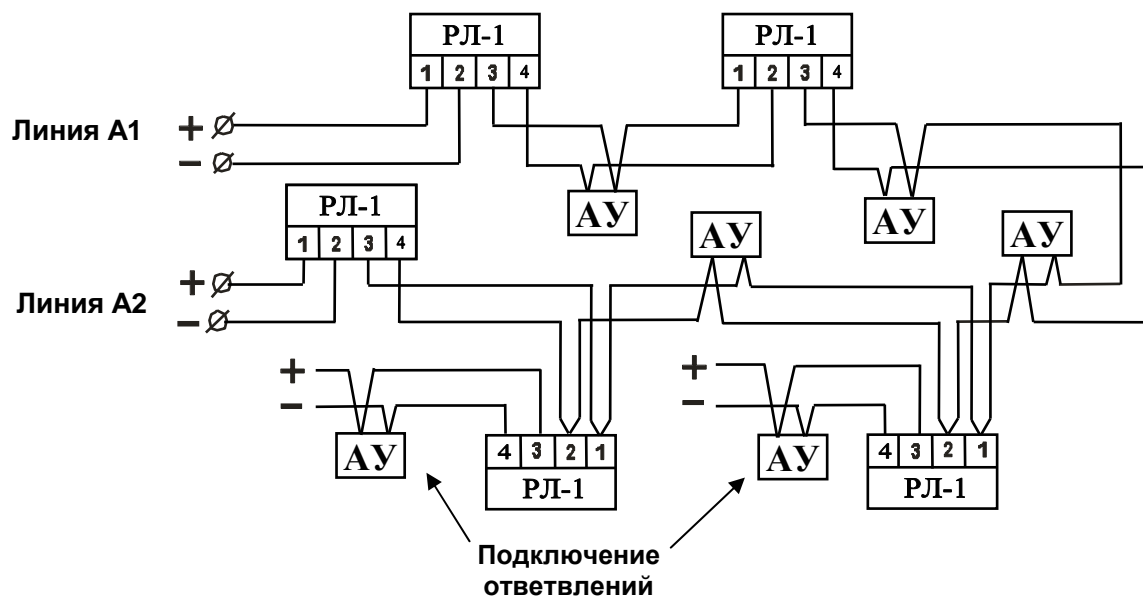 РЛ-1
1 2 3 4
РЛ-1
1 2 3 4
Линия А1
+
–
АУ
АУ
РЛ-1
1 2 3 4
АУ
АУ
Линия А2
+
–
+
–
АУ
4 3 2 1
РЛ-1
+
–
АУ
4 3 2 1
РЛ-1
Подключение
ответвлений